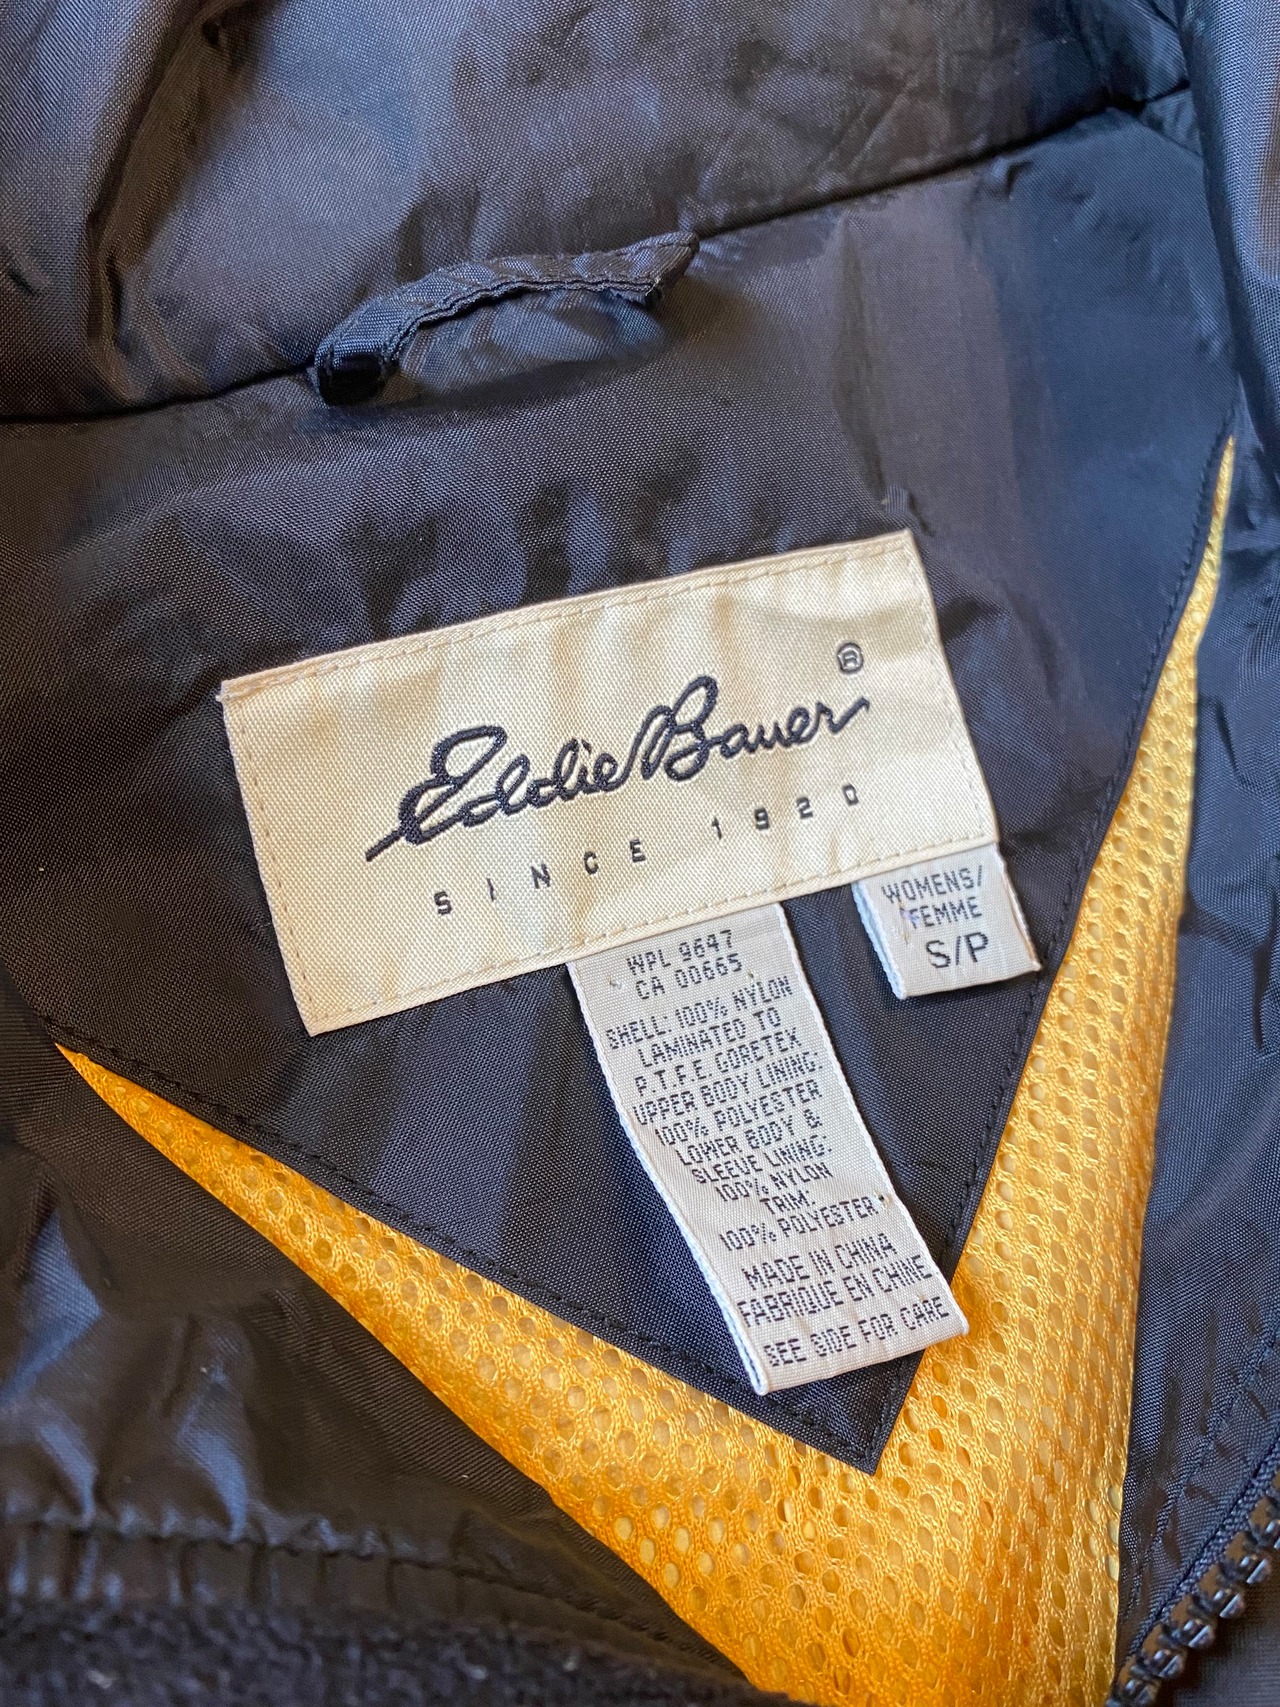 Eddie Bauer®
SINCE 1920
WOMENS/
FEMME
S/P
WPL 9647
CA 00665
SHELL: 100% NYLON
LAMINATED TO
P.T.F.E. GORETEX
UPPER BODY LINING:
100% POLYESTER
LOWER BODY &
SLEEVE LINING:
100% NYLON
TRIM:
100% POLYESTER
MADE IN CHINA
FABRIQUE EN CHINE
SEE SIDE FOR CARE